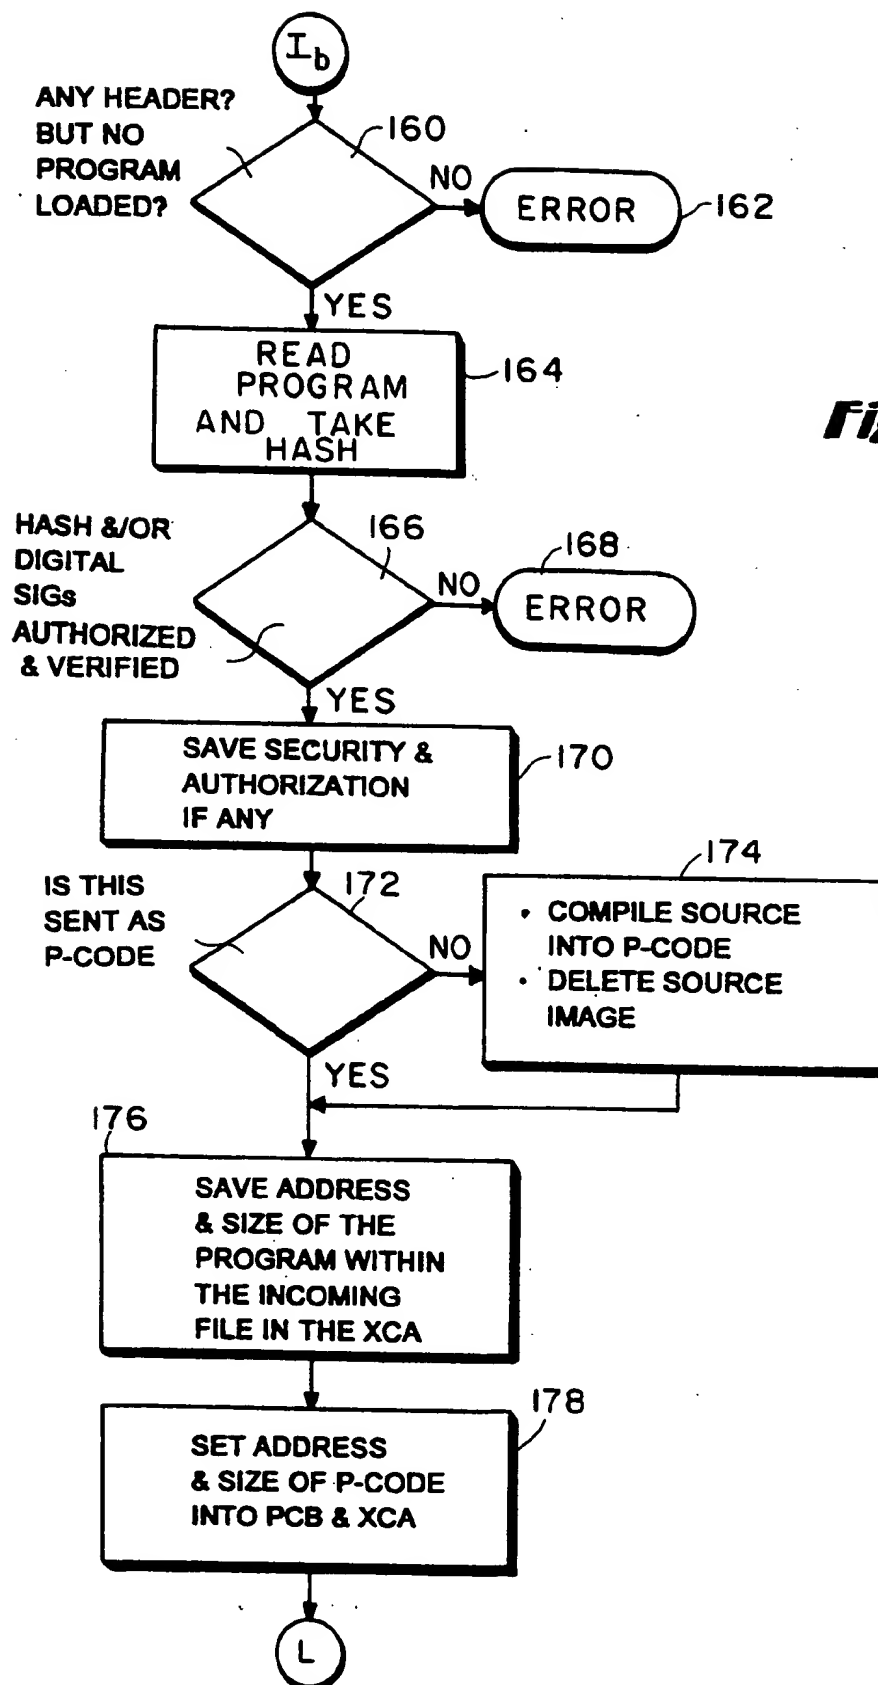 Ib
ANY HEADER?
BUT NO
PROGRAM
LOADED?
160
NO
ERROR
162
YES
READ
PROGRAM
AND TAKE
HASH
164
Fig
HASH &/OR
DIGITAL
SIGs
AUTHORIZED
& VERIFIED
166
NO
168
ERROR
YES
SAVE SECURITY &
AUTHORIZATION
IF ANY
170
IS THIS
SENT AS
P-CODE
172
NO
174
• COMPILE SOURCE
INTO P-CODE
• DELETE SOURCE
IMAGE
YES
176
SAVE ADDRESS
& SIZE OF THE
PROGRAM WITHIN
THE INCOMING
FILE IN THE XCA
178
SET ADDRESS
& SIZE OF P-CODE
INTO PCB & XCA
L